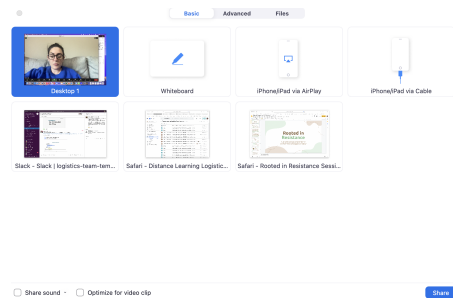 Basic Advanced Files
Desktop 1 Whiteboard iPhone/iPad via AirPlay iPhone/iPad via Cable
Rooted in
Resistance
Slack - Slack | logistics-team-tem... Safari - Distance Learning Logistic... Safari - Rooted in Resistance Sessi...
Share sound Optimize for video clip Share